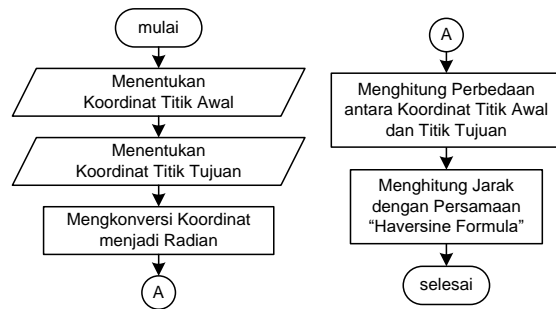 mulai
Menentukan
Koordinat Titik Awal
Menentukan
Koordinat Titik Tujuan
Mengkonversi Koordinat
menjadi Radian
A
A
Menghitung Perbedaan
antara Koordinat Titik Awal
dan Titik Tujuan
Menghitung Jarak
dengan Persamaan
“Haversine Formula”
selesai